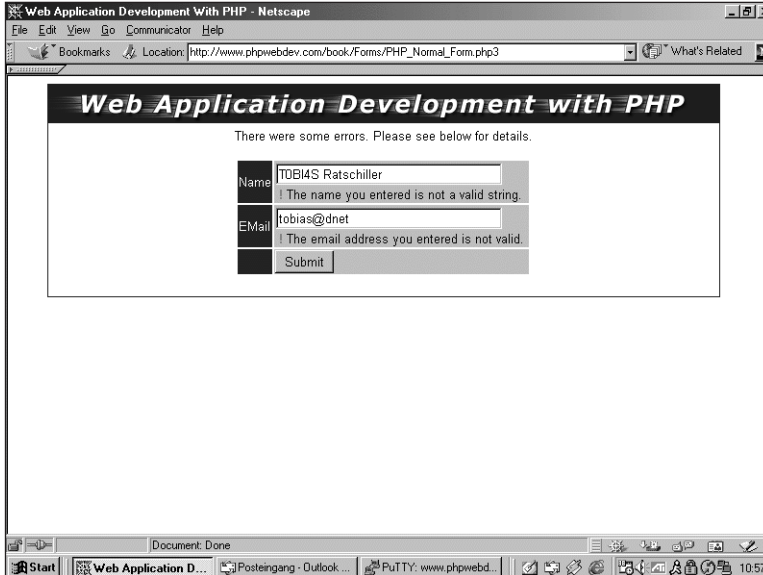 Web Application Development With PHP - Netscape
File Edit View Go Communicator Help
Bookmarks Location: http://www.phpwebdev.com/book/Forms/PHP_Normal_Form.php3 What's Related
Web Application Development with PHP
There were some errors. Please see below for details.
Name T0BI4S Ratschiller
! The name you entered is not a valid string.
EMail tobias@dnet
! The email address you entered is not valid.
Submit
Document: Done
Start Web Application D... Posteingang - Outlook ... PuTTY: www.phpwebd... 10:57